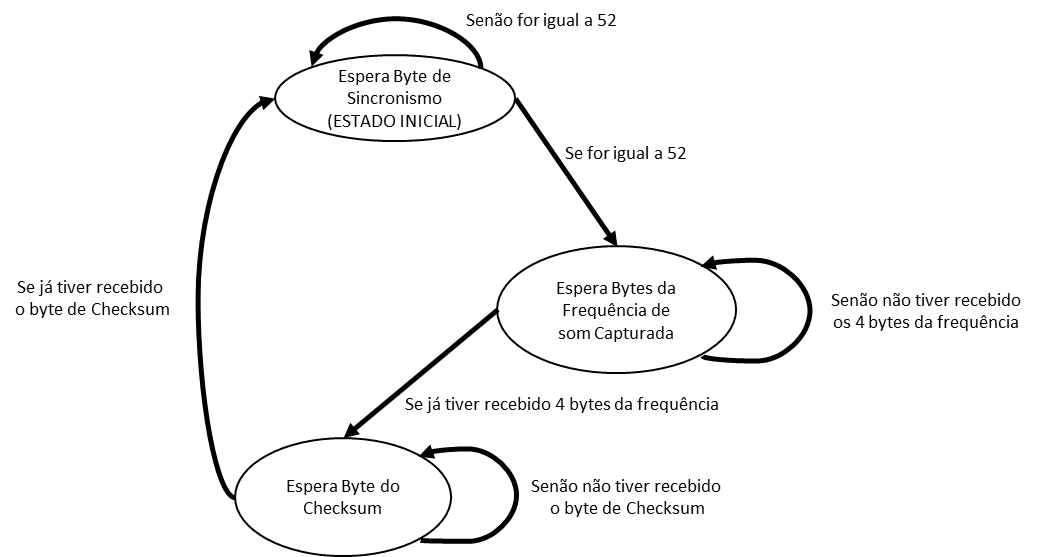 Senão for igual a 52
Espera Byte de
Sincronismo
(ESTADO INICIAL)
Se for igual a 52
Espera Bytes da
Frequência de
som Capturada
Senão não tiver recebido
os 4 bytes da frequência
Se já tiver recebido
o byte de Checksum
Se já tiver recebido 4 bytes da frequência
Espera Byte do
Checksum
Senão não tiver recebido
o byte de Checksum